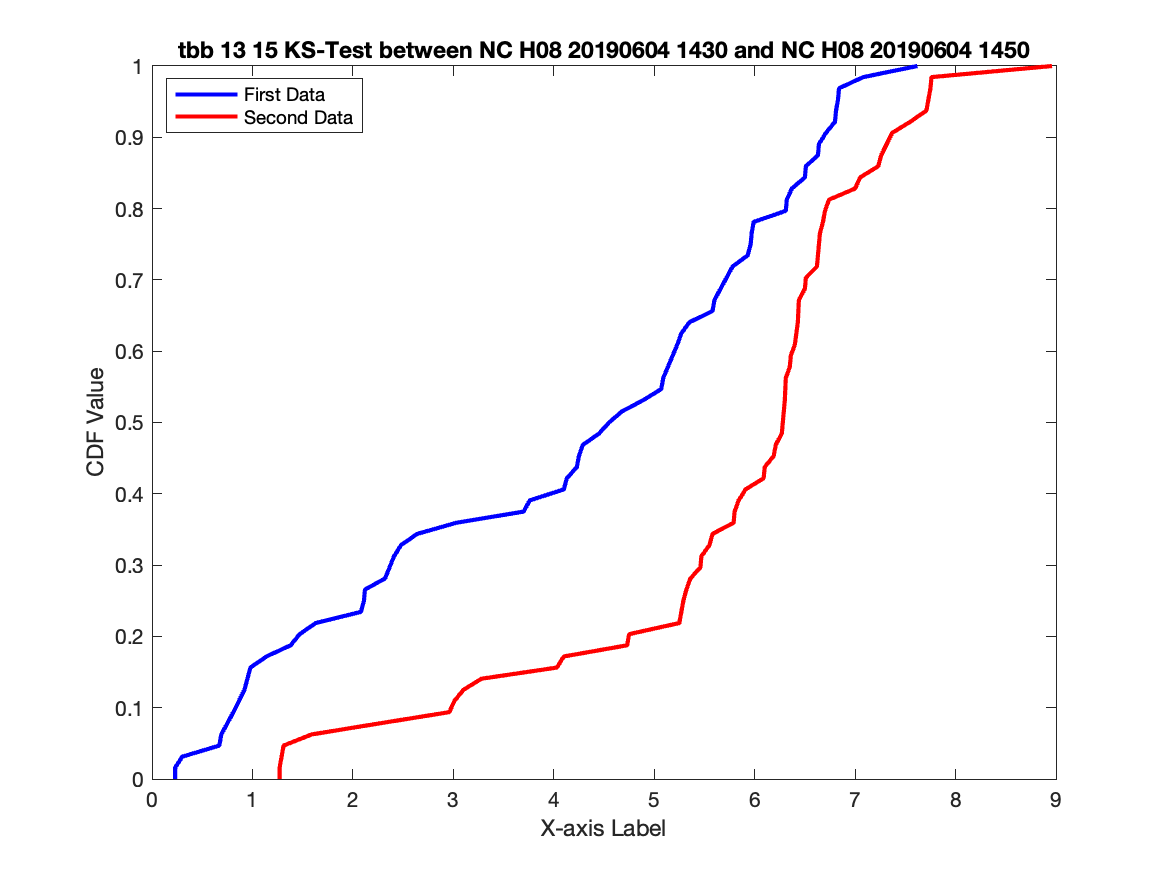 tbb 13 15 KS-Test between NC H08 20190604 1430 and NC H08 20190604 1450
First Data
Second Data
1
0.9
0.8
0.7
0.6
0.5
0.4
0.3
0.2
0.1
0
CDF Value
0 1 2 3 4 5 6 7 8 9
X-axis Label